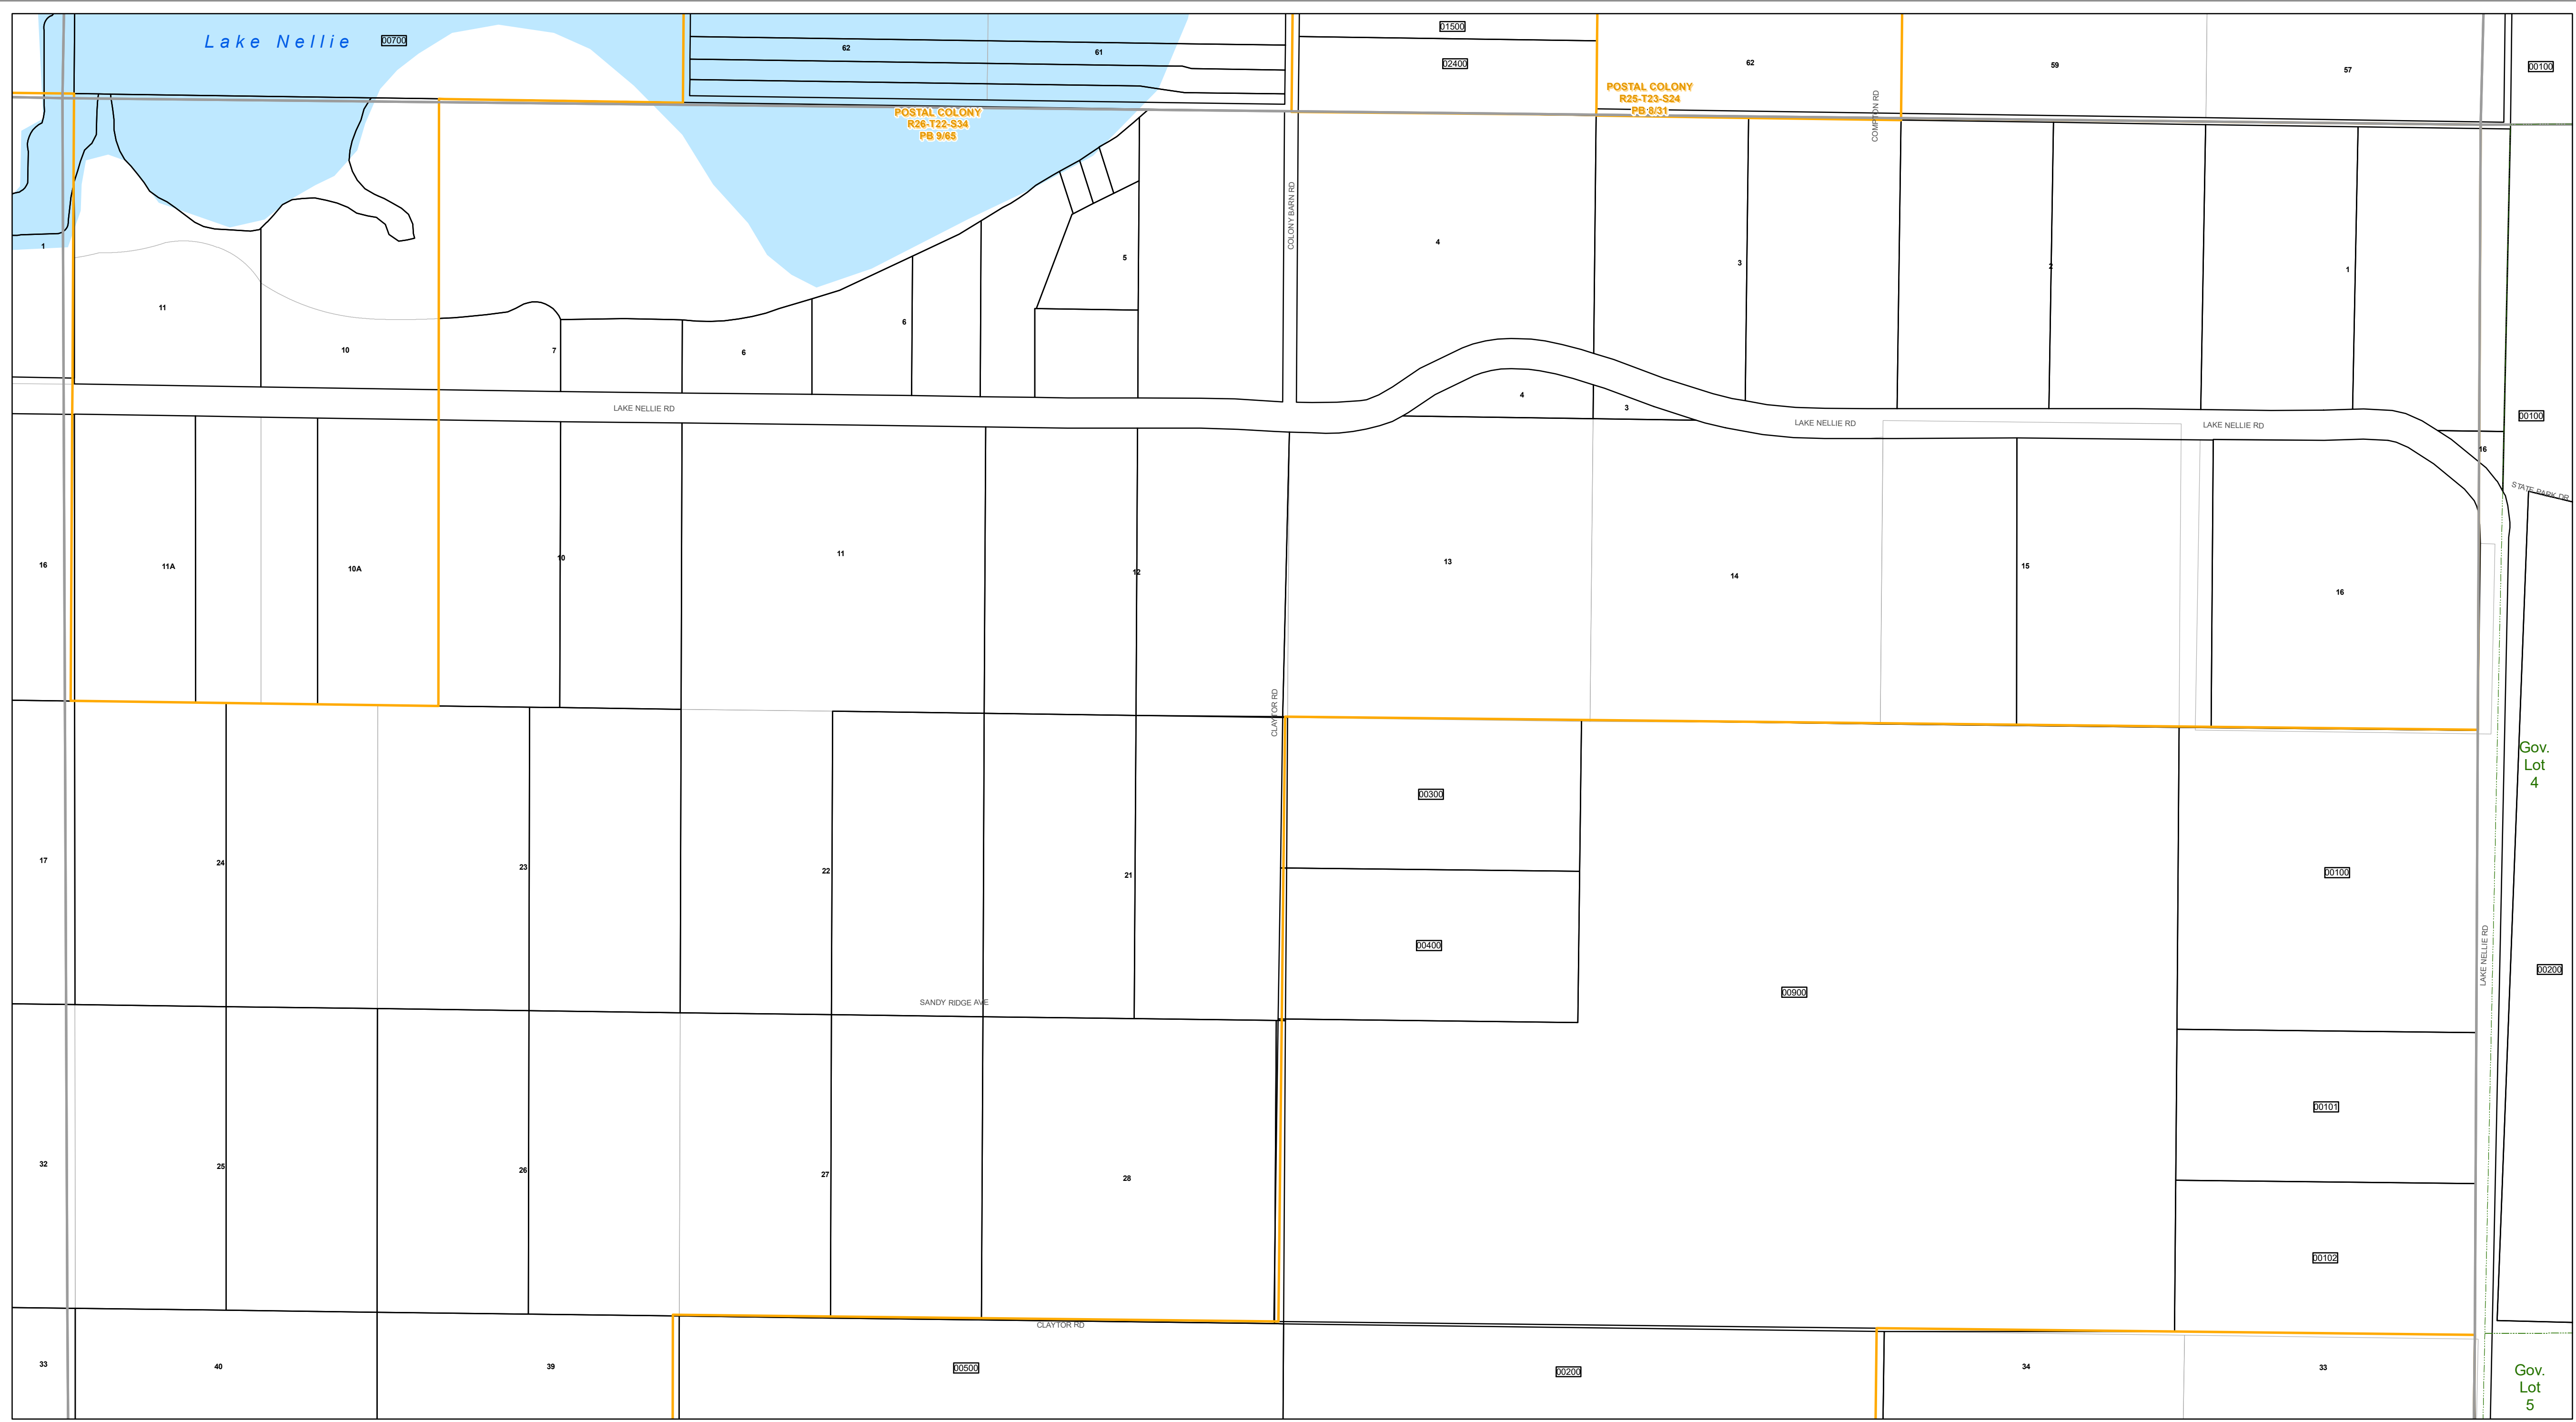 Lake Nellie
00700
62
61
01500
02400
62
59
57
00100
POSTAL COLONY
R26-T22-S34
PB 9/65
POSTAL COLONY
R25-T23-S24
PB 8/31
COMPTON RD
COLONY BARN RD
1
11
10
7
6
6
5
4
3
2
1
LAKE NELLIE RD
4
3
LAKE NELLIE RD
LAKE NELLIE RD
00100
16
STATE PARK DR
16
11A
10A
10
11
12
13
14
15
16
CLAYTOR RD
Gov.
Lot
4
00300
17
24
23
22
21
00100
00400
LAKE NELLIE RD
00200
SANDY RIDGE AVE
00900
00101
32
25
26
27
28
00102
CLAYTOR RD
33
40
39
00500
00200
34
33
Gov.
Lot
5